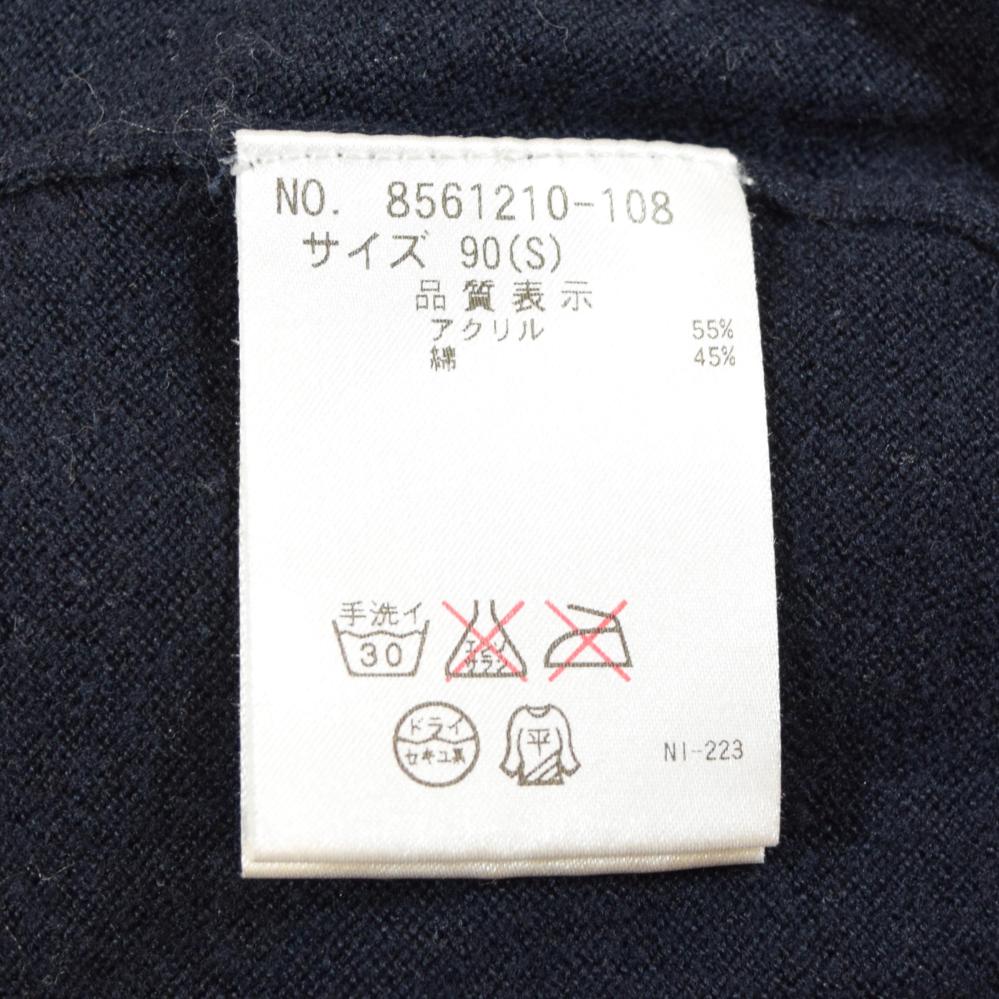 NO. 8561210-108
サイズ 90(S)
品質表示
アクリル 55%
綿 45%
手洗イ
30
エンソ
サラシ
ドライ
セキユ系
平
NI-223